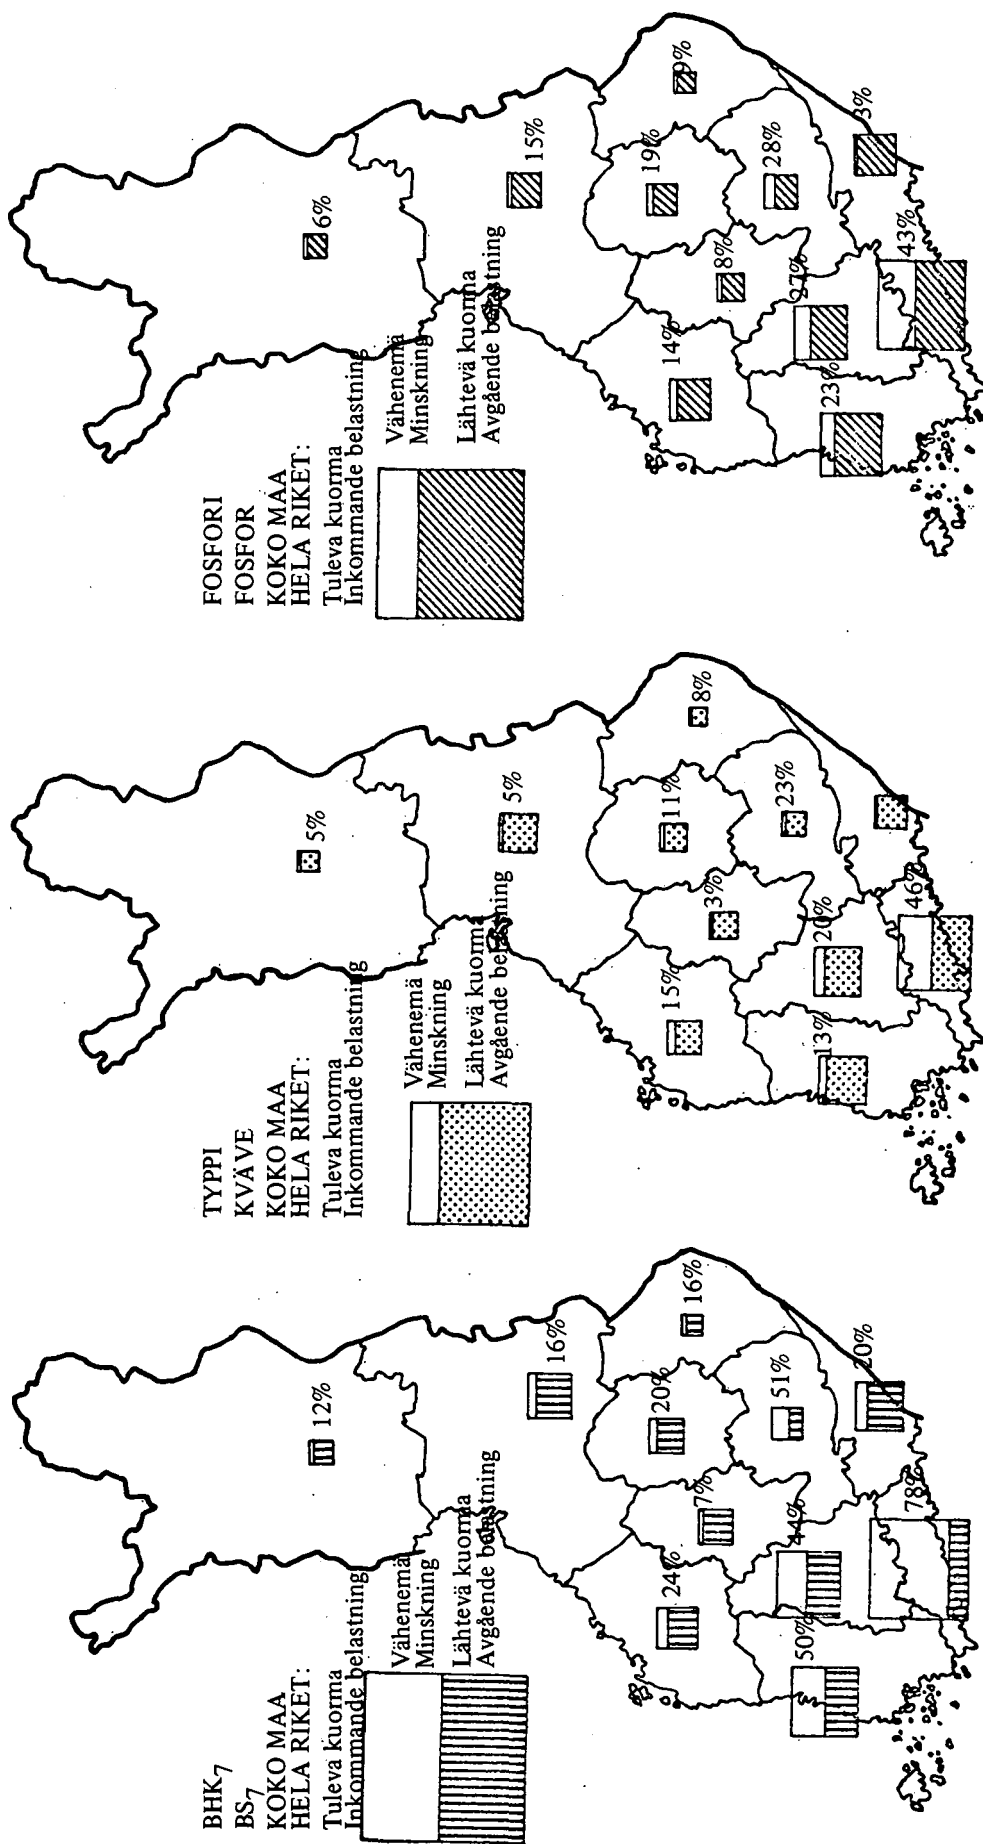 BHK7
BS7
KOKO MAA
HELA RIKET:
Tuleva kuorma
Inkommande belastning
Vähenemä
Minskning
Lähtevä kuorma
Avgående belastning
12%
16%
16%
20%
7%
24%
51%
44%
50%
20%
78%
TYPPI
KVÄVE
KOKO MAA
HELA RIKET:
Tuleva kuorma
Inkommande belastning
Vähenemä
Minskning
Lähtevä kuorma
Avgående belastning
5%
5%
8%
11%
3%
15%
23%
20%
13%
46%
FOSFORI
FOSFOR
KOKO MAA
HELA RIKET:
Tuleva kuorma
Inkommande belastning
Vähenemä
Minskning
Lähtevä kuorma
Avgående belastning
6%
15%
9%
19%
8%
14%
28%
27%
23%
3%
43%